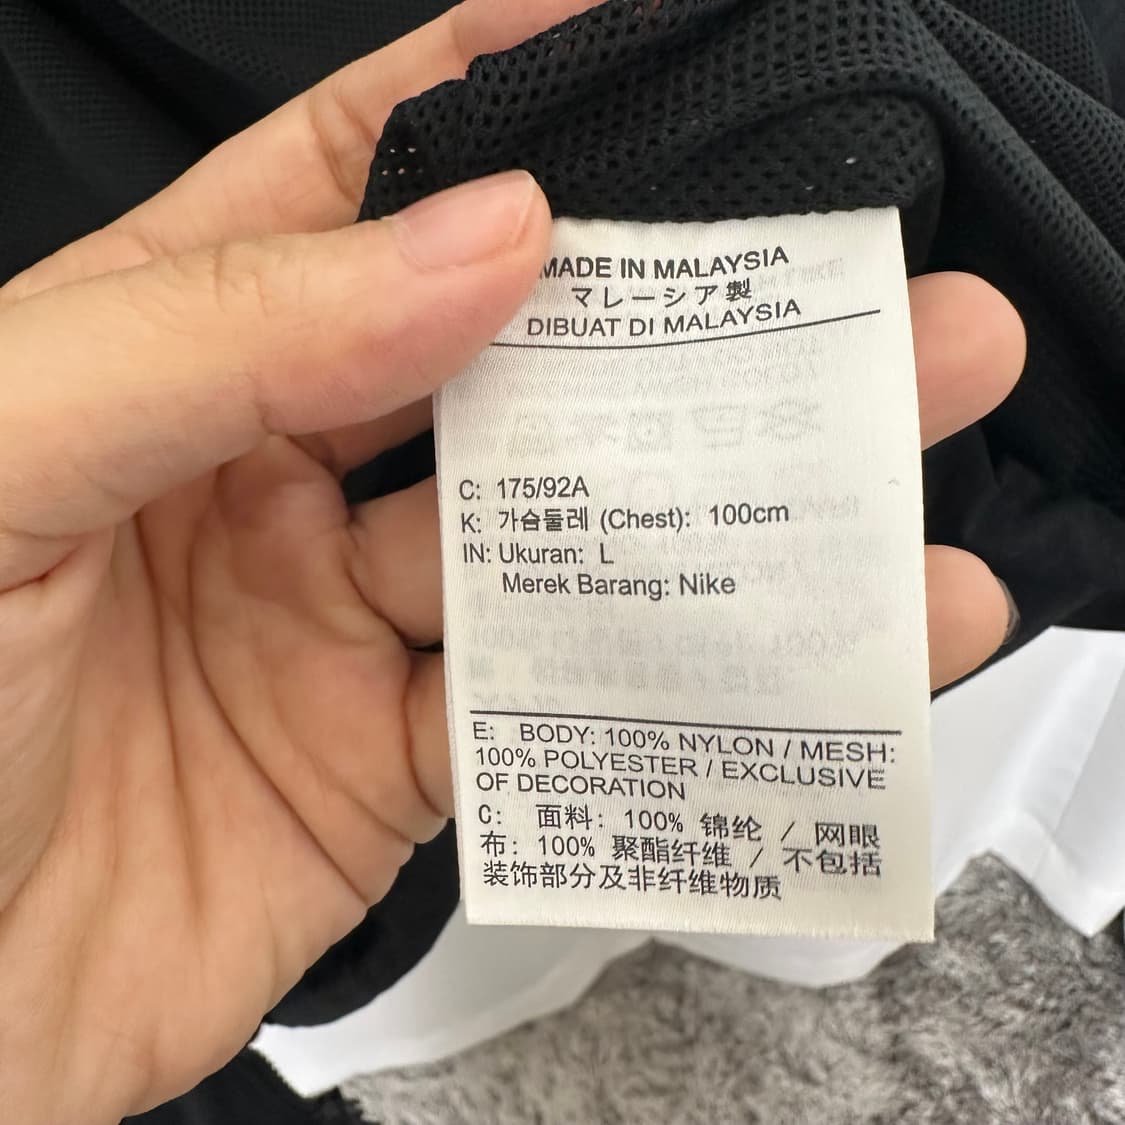 MADE IN MALAYSIA
マレーシア製
DIBUAT DI MALAYSIA
C: 175/92A
K: 가슴둘레 (Chest): 100cm
IN: Ukuran: L
Merek Barang: Nike
E: BODY: 100% NYLON / MESH:
100% POLYESTER / EXCLUSIVE
OF DECORATION
C: 面料: 100% 锦纶 / 网眼
布: 100% 聚酯纤维 / 不包括
装饰部分及非纤维物质